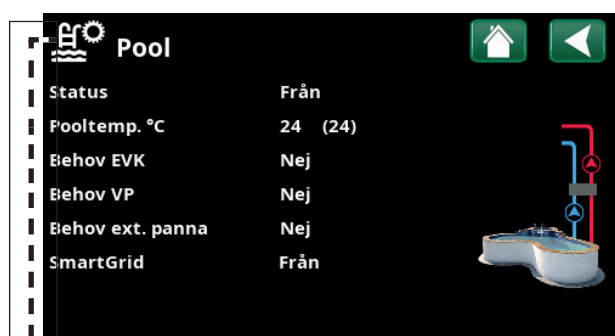 Pool
Status Från
Pooltemp. °C 24 (24)
Behov EVK Nej
Behov VP Nej
Behov ext. panna Nej
SmartGrid Från